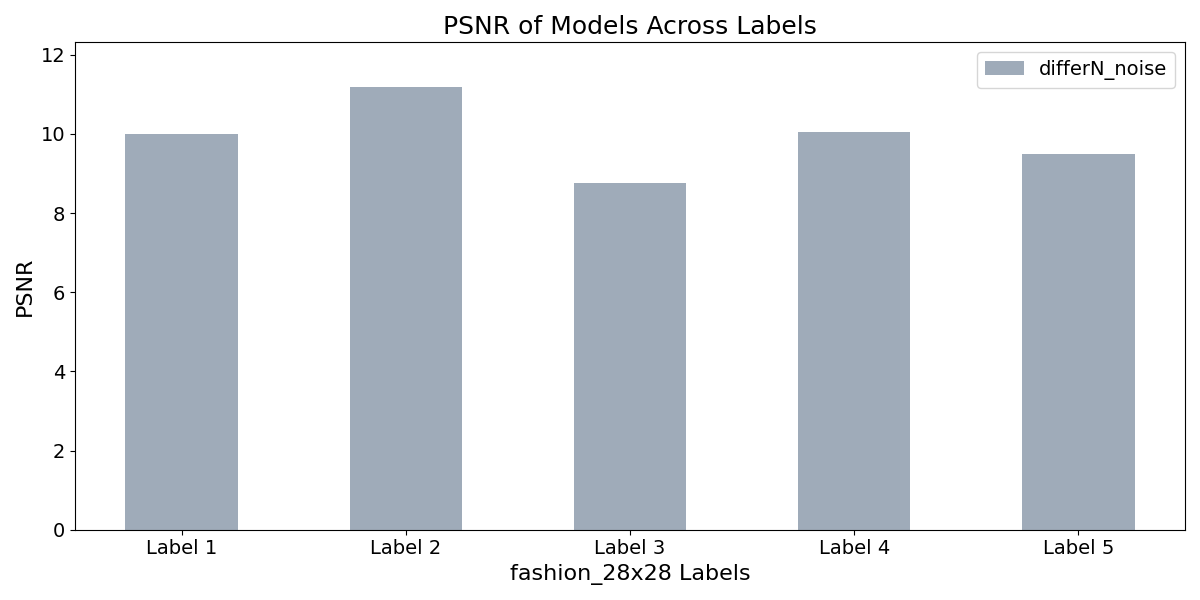 PSNR of Models Across Labels
differN_noise
12
10
8
6
4
2
0
PSNR
Label 1 Label 2 Label 3 Label 4 Label 5
fashion_28x28 Labels